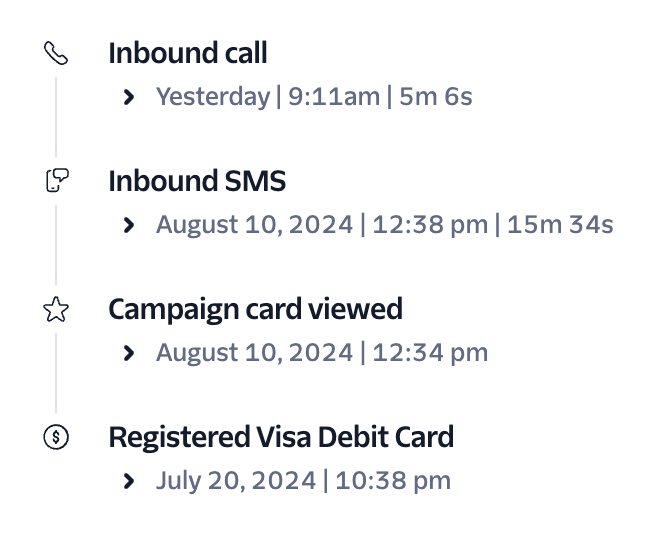 Inbound call
Yesterday | 9:11am | 5m 6s
Inbound SMS
August 10, 2024 | 12:38 pm | 15m 34s
Campaign card viewed
August 10, 2024 | 12:34 pm
Registered Visa Debit Card
July 20, 2024 | 10:38 pm